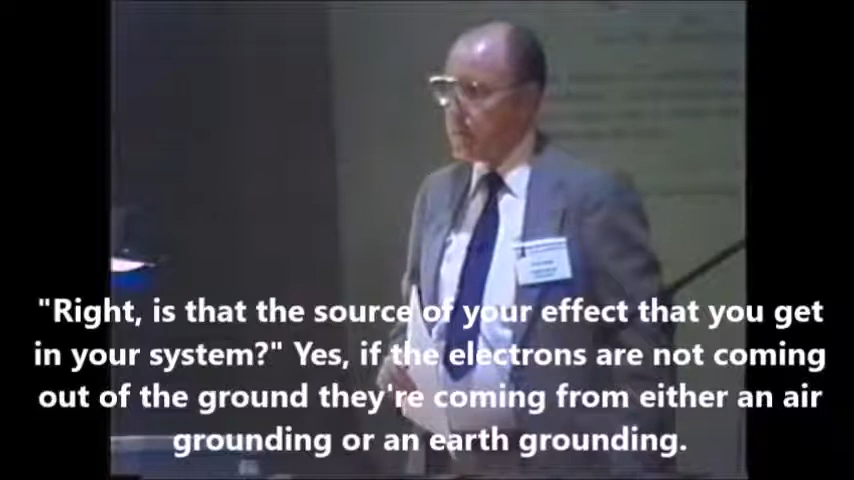 "Right, is that the source of your effect that you get
in your system?" Yes, if the electrons are not coming
out of the ground they're coming from either an air
grounding or an earth grounding.